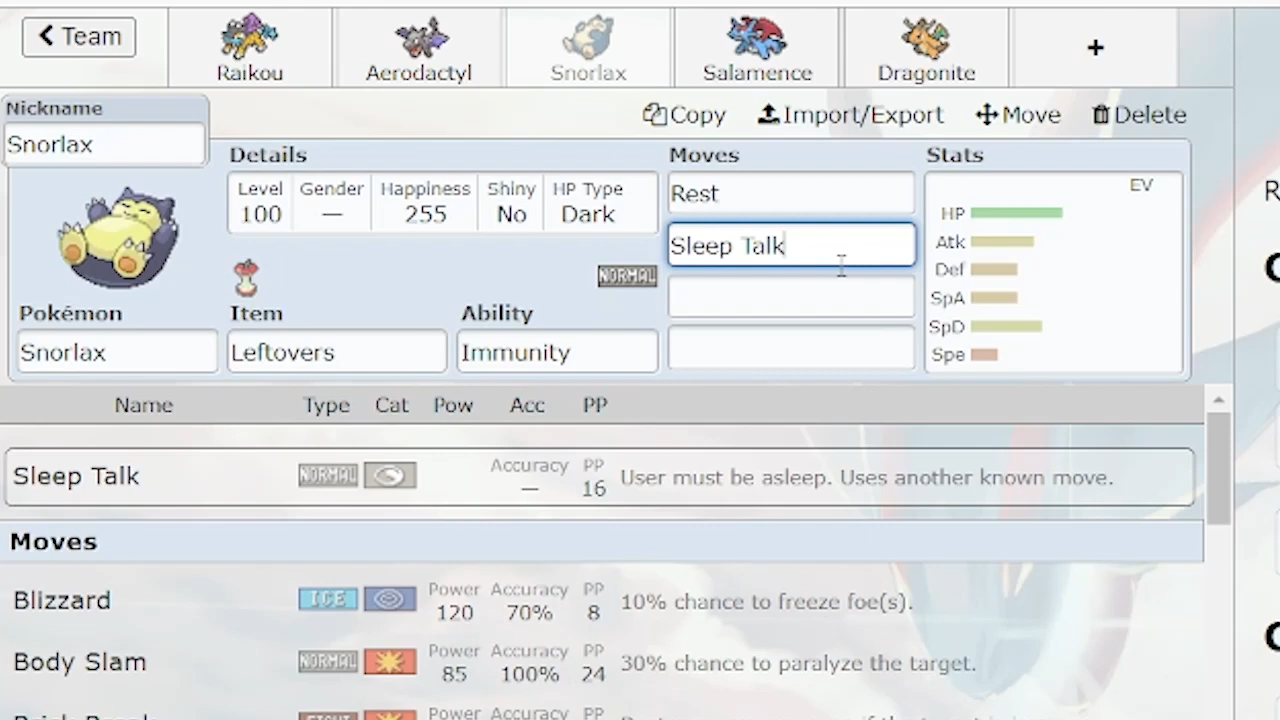 Team
Raikou
Aerodactyl
Snorlax
Salamence
Dragonite
+
Nickname
Snorlax
Copy
Import/Export
Move
Delete
Details
Moves
Stats
Level
Gender
Happiness
Shiny
HP Type
100
—
255
No
Dark
Rest
Sleep Talk
EV
HP
Atk
Def
SpA
SpD
Spe
NORMAL
Pokémon
Item
Ability
Snorlax
Leftovers
Immunity
Name
Type
Cat
Pow
Acc
PP
Sleep Talk
NORMAL
Accuracy
—
PP
16
User must be asleep. Uses another known move.
Moves
Blizzard
ICE
Power
120
Accuracy
70%
PP
8
10% chance to freeze foe(s).
Body Slam
NORMAL
Power
85
Accuracy
100%
PP
24
30% chance to paralyze the target.
Power
Accuracy
PP